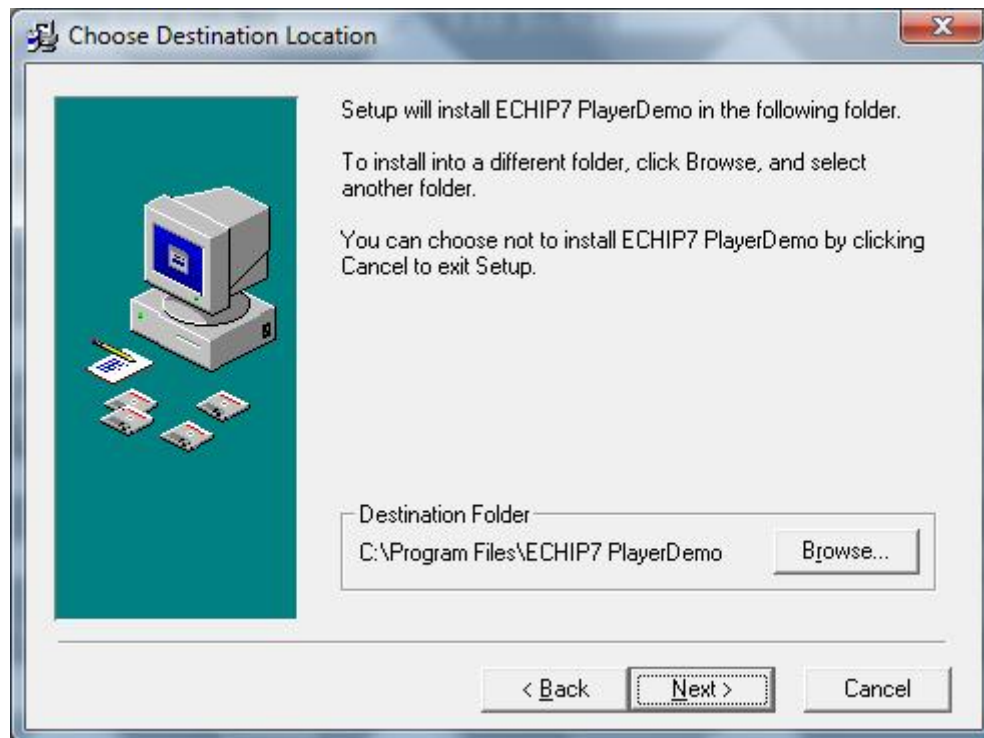 Choose Destination Location
Setup will install ECHIP7 PlayerDemo in the following folder.
To install into a different folder, click Browse, and select
another folder.
You can choose not to install ECHIP7 PlayerDemo by clicking
Cancel to exit Setup.
Destination Folder
C:\Program Files\ECHIP7 PlayerDemo
Browse...
< Back
Next >
Cancel